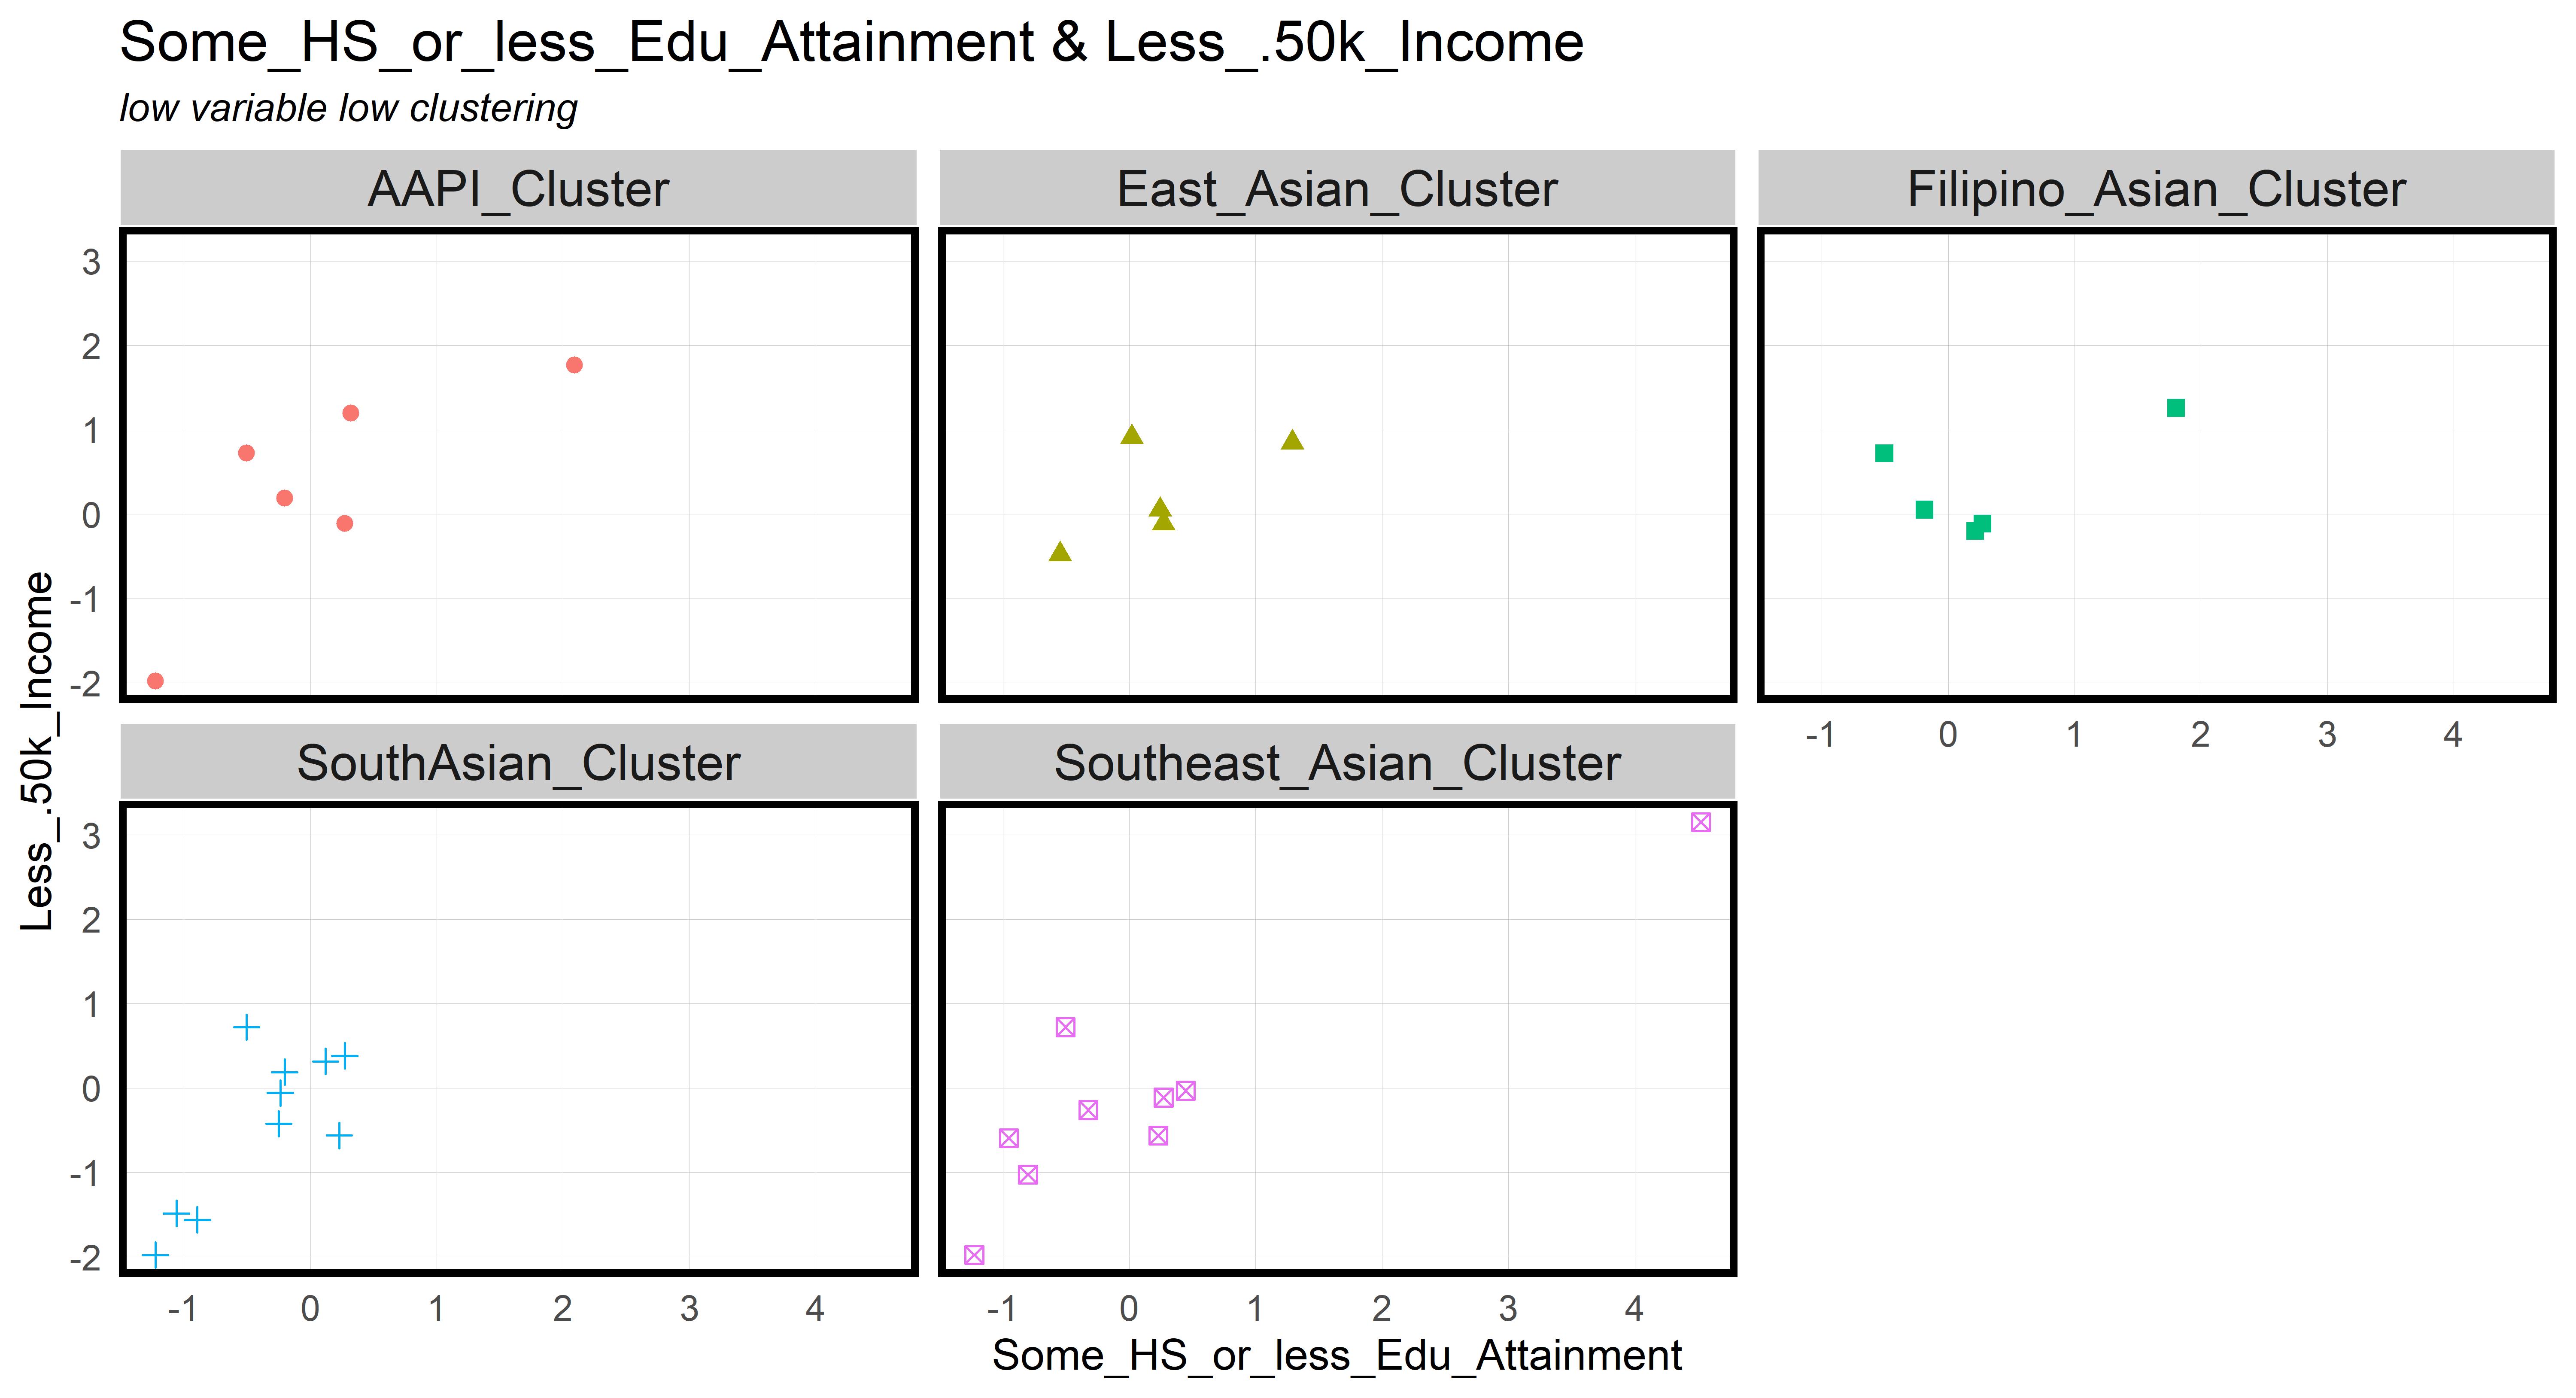 Some_HS_or_less_Edu_Attainment & Less_.50k_Income
low variable low clustering
AAPI_Cluster
East_Asian_Cluster
Filipino_Asian_Cluster
3
2
1
0
-1
-2
-1 0 1 2 3 4
Less_.50k_Income
SouthAsian_Cluster
Southeast_Asian_Cluster
3
2
1
0
-1
-2
-1 0 1 2 3 4
-1 0 1 2 3 4
Some_HS_or_less_Edu_Attainment